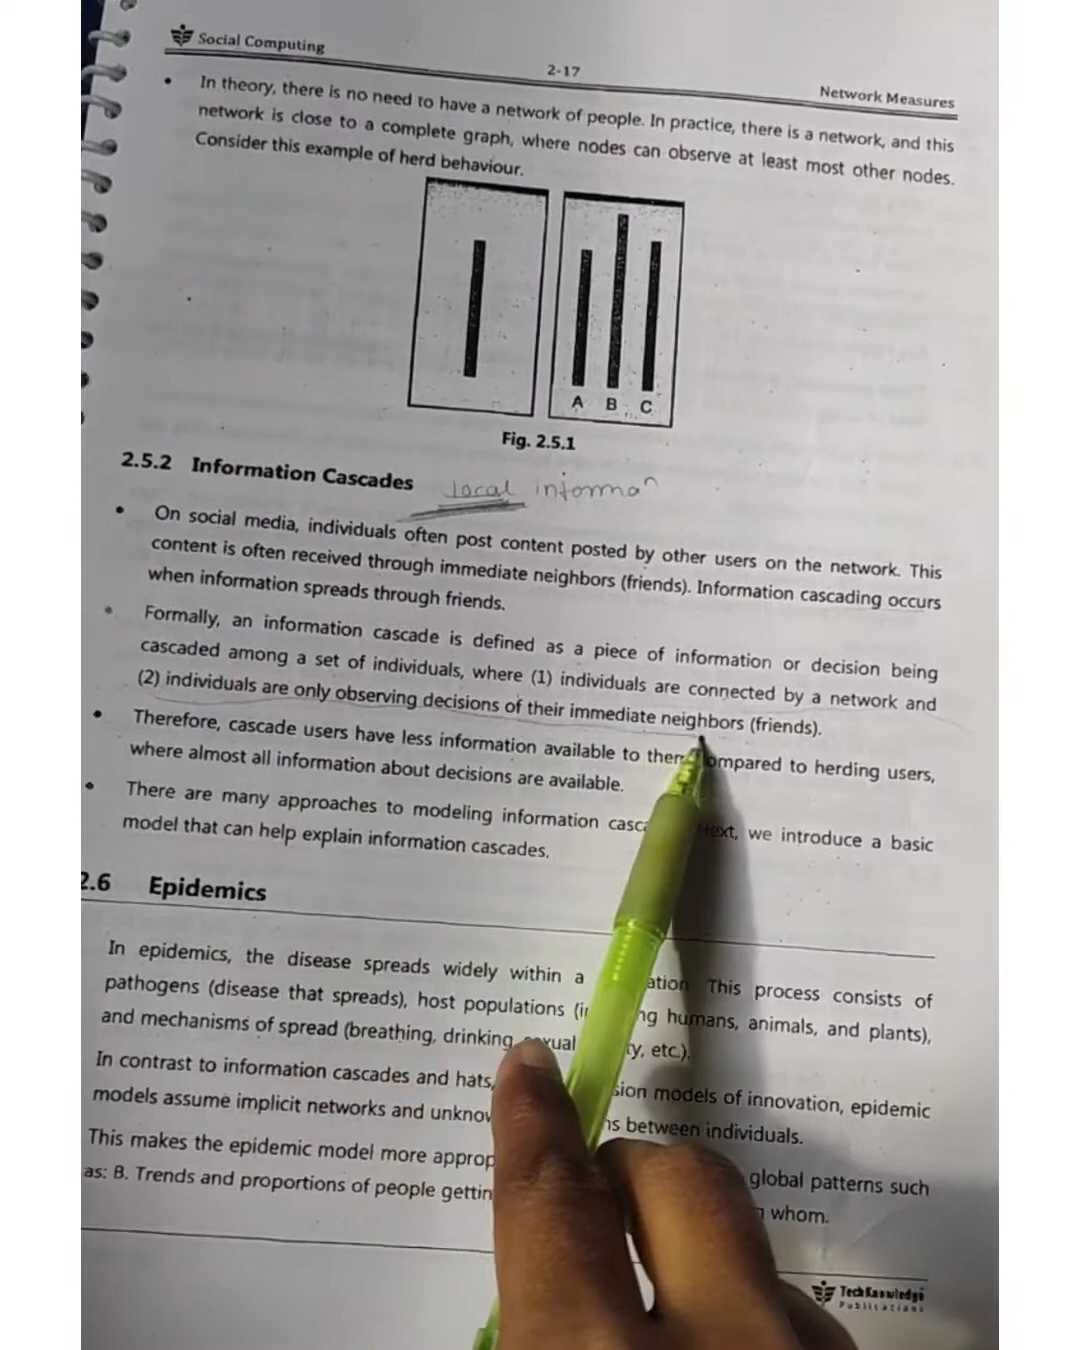 Social Computing
2-17
Network Measures
• In theory, there is no need to have a network of people. In practice, there is a network, and this
network is close to a complete graph, where nodes can observe at least most other nodes.
Consider this example of herd behaviour.
A B C
Fig. 2.5.1
2.5.2 Information Cascades
local informan
• On social media, individuals often post content posted by other users on the network. This
content is often received through immediate neighbors (friends). Information cascading occurs
when information spreads through friends.
• Formally, an information cascade is defined as a piece of information or decision being
cascaded among a set of individuals, where (1) individuals are connected by a network and
(2) individuals are only observing decisions of their immediate neighbors (friends).
• Therefore, cascade users have less information available to them compared to herding users,
where almost all information about decisions are available.
• There are many approaches to modeling information Next, we introduce a basic
model that can help explain information cascades.
2.6 Epidemics
In epidemics, the disease spreads widely within a This process consists of
pathogens (disease that spreads), host populations humans, animals, and plants),
and mechanisms of spread (breathing, drinking, sexual etc.).
In contrast to information cascades and hats, models of innovation, epidemic
models assume implicit networks and between individuals.
This makes the epidemic model more global patterns such
as: B. Trends and proportions of people whom.
TechKnowledge
Publications